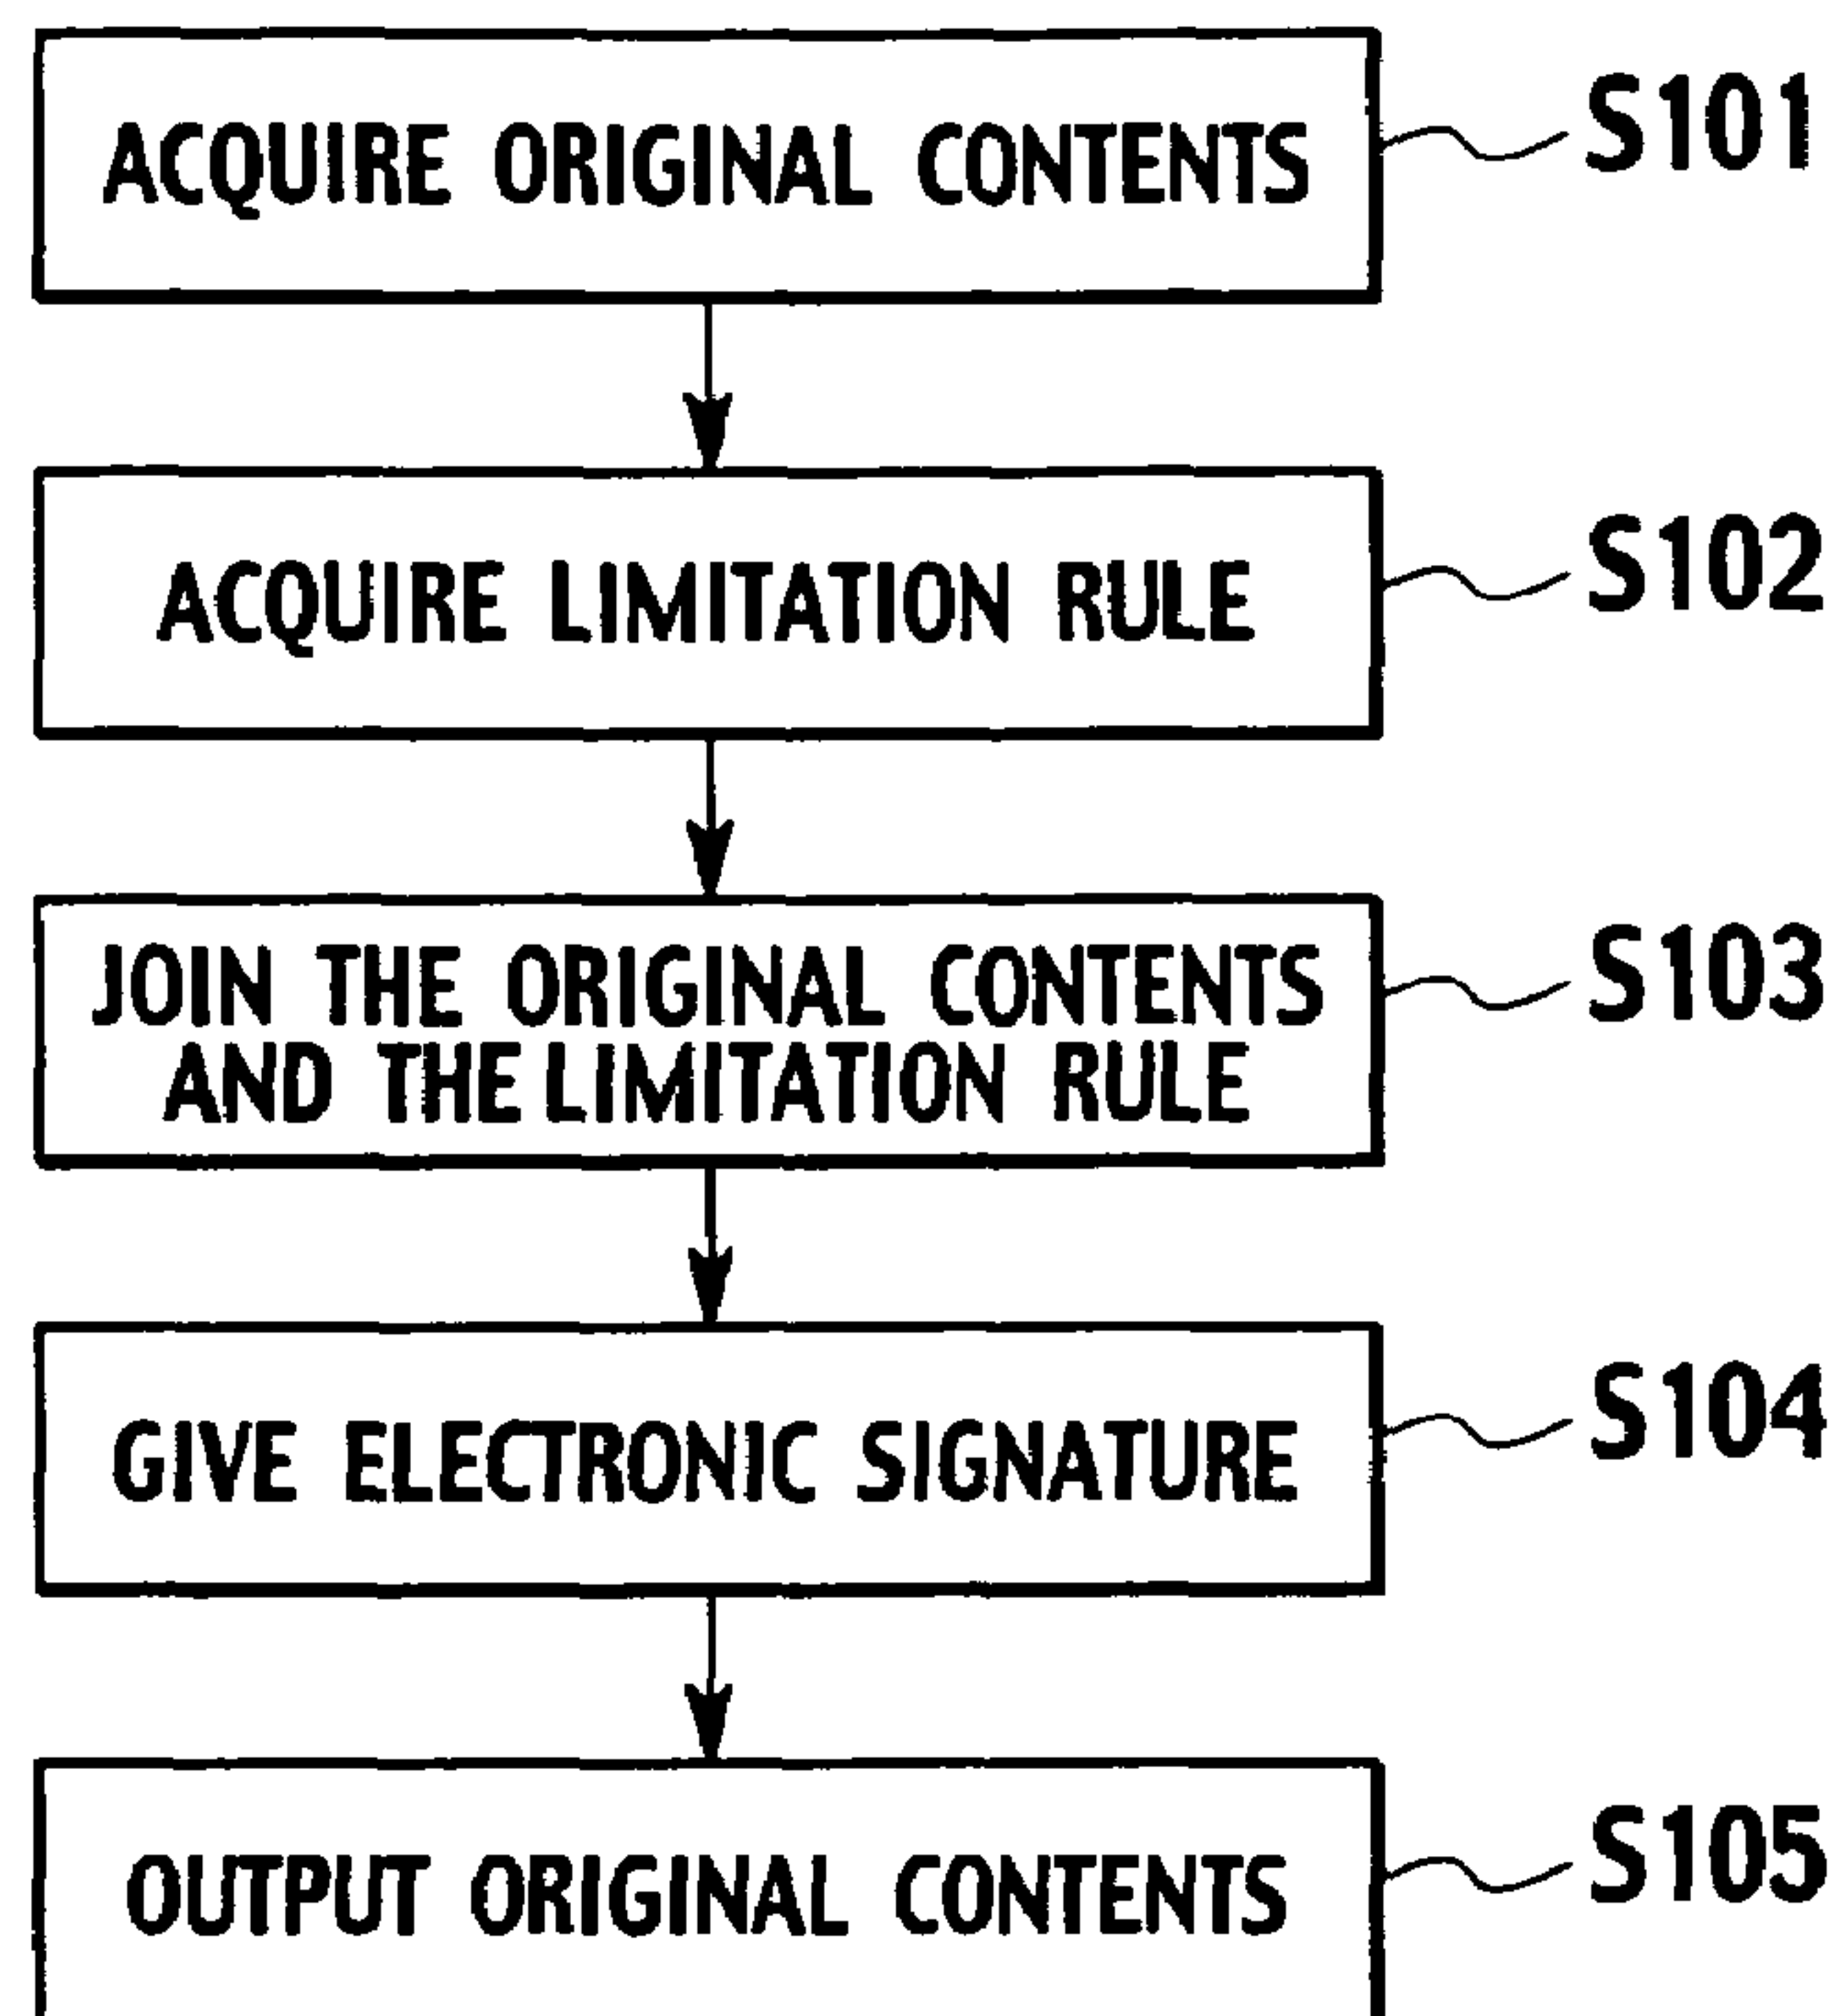 ACQUIRE ORIGINAL CONTENTS
S101
ACQUIRE LIMITATION RULE
S102
JOIN THE ORIGINAL CONTENTS
AND THE LIMITATION RULE
S103
GIVE ELECTRONIC SIGNATURE
S104
OUTPUT ORIGINAL CONTENTS
S105